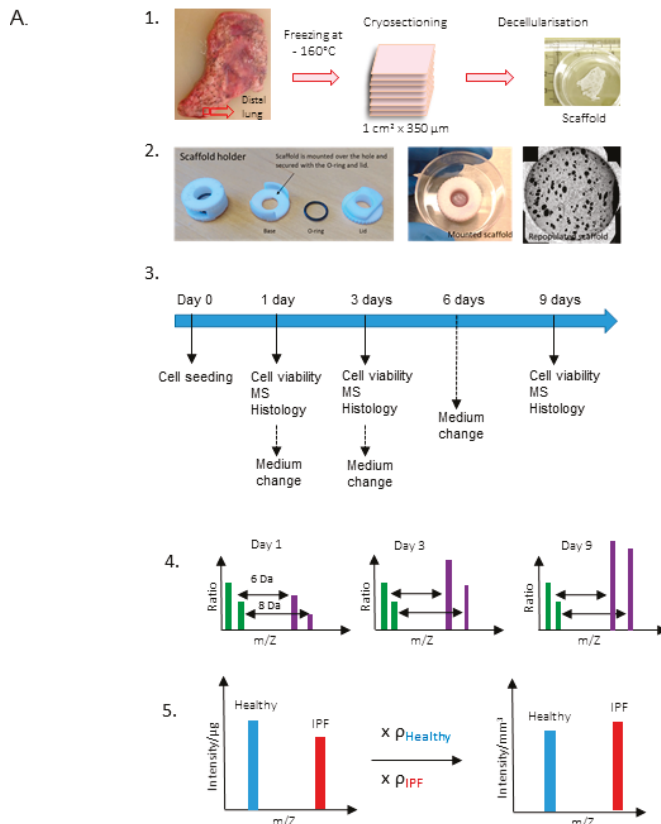 A.
1.
Freezing at
- 160°C
Cryosectioning
Decellularisation
Distal
lung
1 cm² x 350 µm
Scaffold
2.
Scaffold holder
Scaffold is mounted over the hole and
secured with the O-ring and lid.
Base
O-ring
Lid
Mounted scaffold
Repopulated scaffold
3.
Day 0
1 day
3 days
6 days
9 days
Cell seeding
Cell viability
MS
Histology
Medium
change
Cell viability
MS
Histology
Medium
change
Medium
change
Cell viability
MS
Histology
4.
Day 1
Day 3
Day 9
Ratio
6 Da
8 Da
m/Z
Ratio
m/Z
Ratio
m/Z
5.
Intensity/µg
Healthy
IPF
m/Z
x ρHealthy
x ρIPF
Intensity/mm³
Healthy
IPF
m/Z